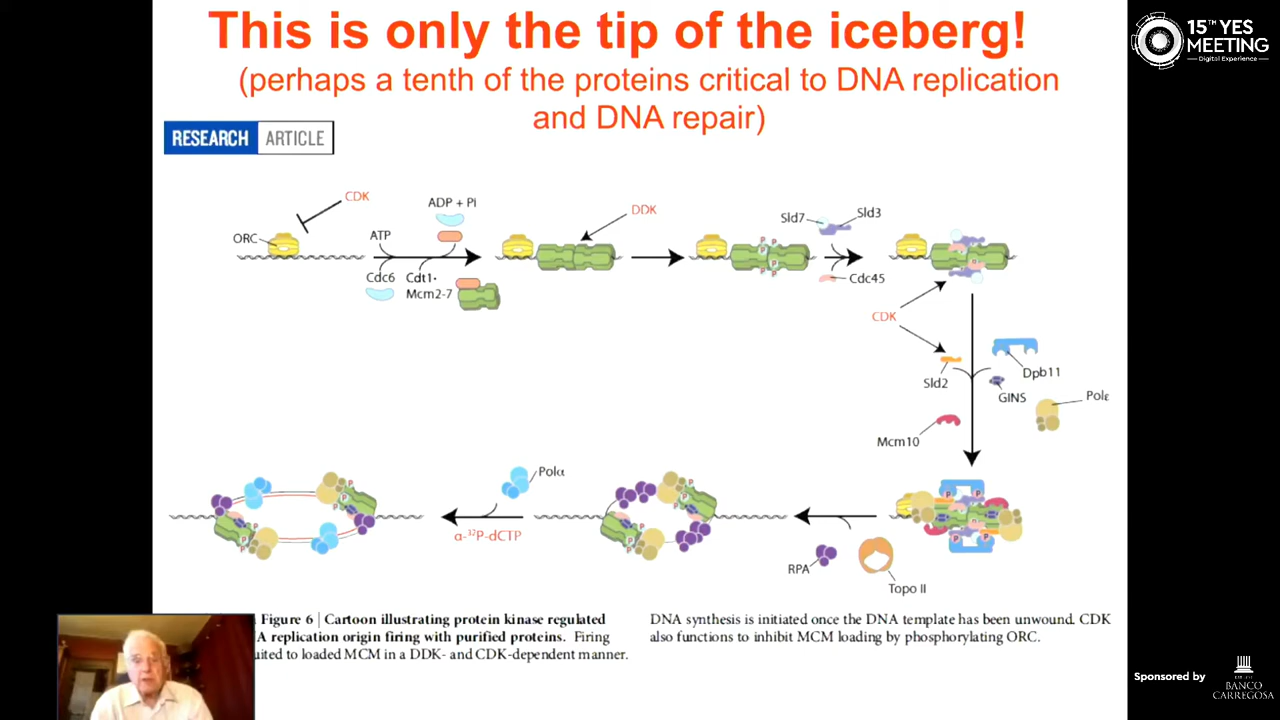 This is only the tip of the iceberg!
(perhaps a tenth of the proteins critical to DNA replication
and DNA repair)
15TH YES
MEETING
Digital Experience
RESEARCH ARTICLE
CDK
ADP + Pi
ORC
ATP
Cdc6
Cdt1·
Mcm2-7
DDK
P
P
P
P
Sld7
Sld3
Cdc45
CDK
Sld2
Dpb11
GINS
Polε
Mcm10
Polα
α-³²P-dCTP
RPA
Topo II
P
P
P
P
Figure 6 | Cartoon illustrating protein kinase regulated
A replication origin firing with purified proteins. Firing
uited to loaded MCM in a DDK- and CDK-dependent manner.
DNA synthesis is initiated once the DNA template has been unwound. CDK
also functions to inhibit MCM loading by phosphorylating ORC.
Sponsored by
BANCO
CARREGOSA